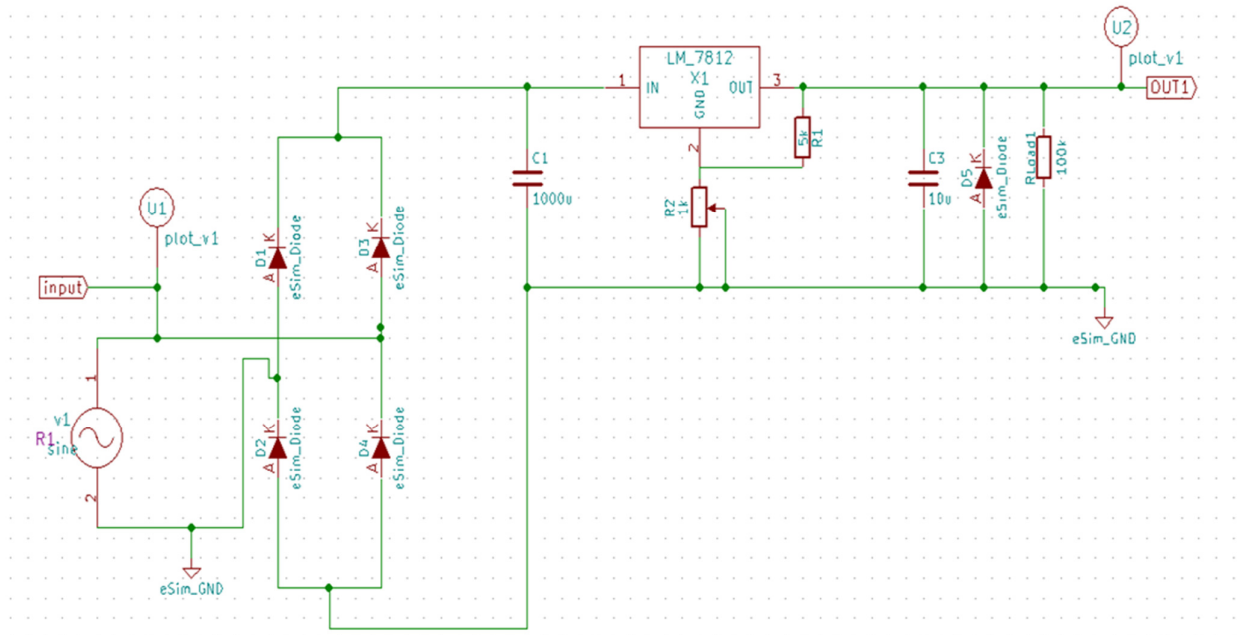 U2
plot_v1
OUT1
LM_7812
X1
1
IN
OUT
3
GND
2
5k
R1
R2
1k
C1
1000u
C3
10u
D5
K
A
eSim_Diode
RLoad1
100k
eSim_GND
U1
plot_v1
input
D1
K
A
eSim_Diode
D3
K
A
eSim_Diode
1
v1
R1
sine
2
eSim_GND
D2
K
A
eSim_Diode
D4
K
A
eSim_Diode